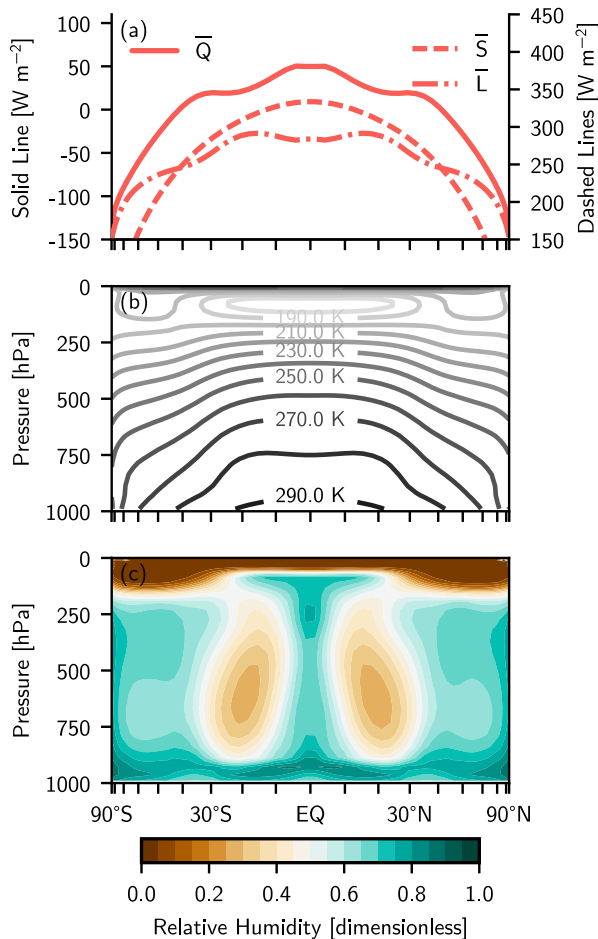 (a)
Q̅
S̅
L̅
Solid Line [W m⁻²]
100
50
0
-50
-100
-150
Dashed Lines [W m⁻²]
450
400
350
300
250
200
150
(b)
190.0 K
210.0 K
230.0 K
250.0 K
270.0 K
290.0 K
Pressure [hPa]
0
250
500
750
1000
(c)
Pressure [hPa]
0
250
500
750
1000
90°S 30°S EQ 30°N 90°N
0.0 0.2 0.4 0.6 0.8 1.0
Relative Humidity [dimensionless]